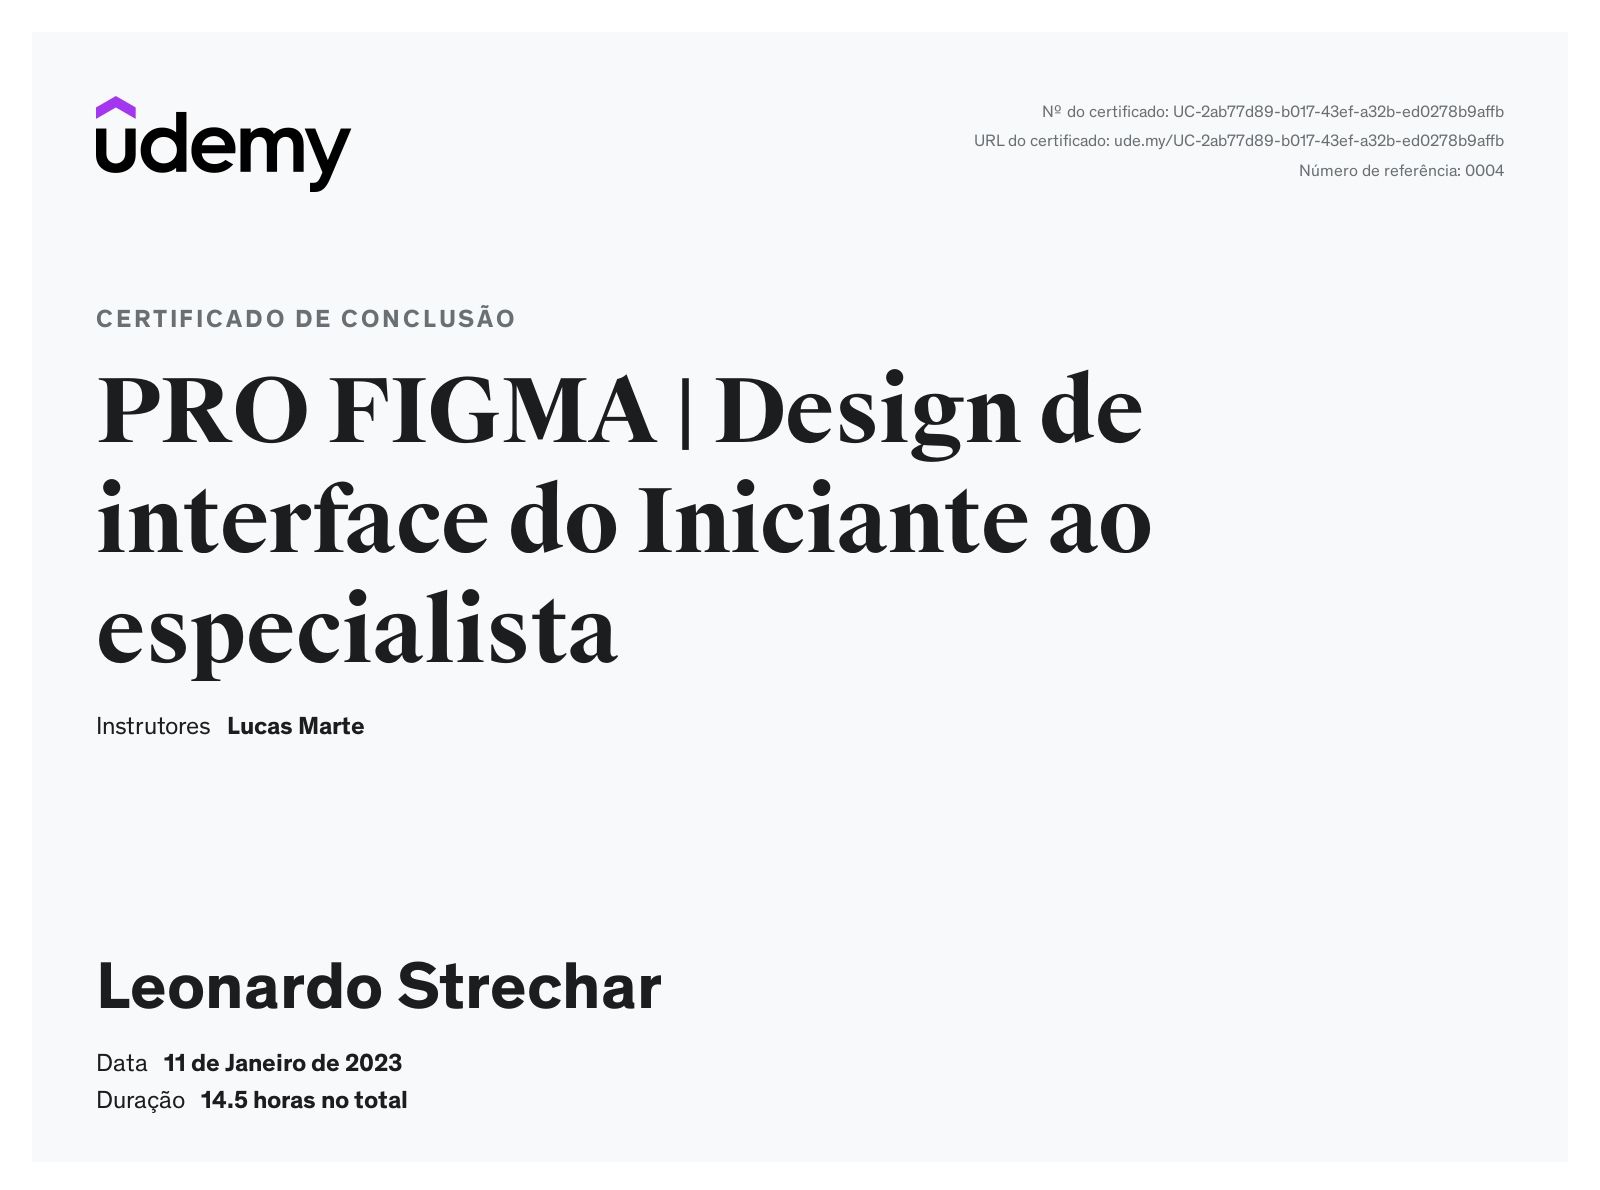 udemy
Nº do certificado: UC-2ab77d89-b017-43ef-a32b-ed0278b9affb
URL do certificado: ude.my/UC-2ab77d89-b017-43ef-a32b-ed0278b9affb
Número de referência: 0004
CERTIFICADO DE CONCLUSÃO
PRO FIGMA | Design de
interface do Iniciante ao
especialista
Instrutores Lucas Marte
Leonardo Strechar
Data 11 de Janeiro de 2023
Duração 14.5 horas no total